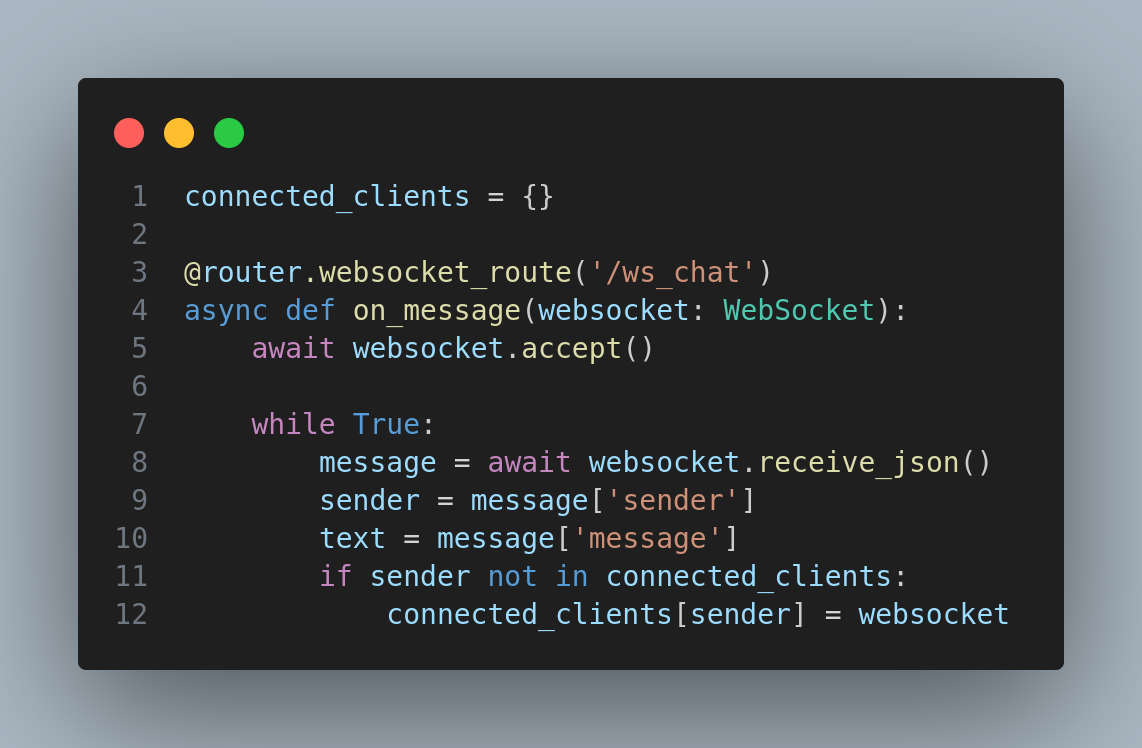 1 connected_clients = {}
2
3 @router.websocket_route('/ws_chat')
4 async def on_message(websocket: WebSocket):
5     await websocket.accept()
6
7     while True:
8         message = await websocket.receive_json()
9         sender = message['sender']
10         text = message['message']
11         if sender not in connected_clients:
12             connected_clients[sender] = websocket